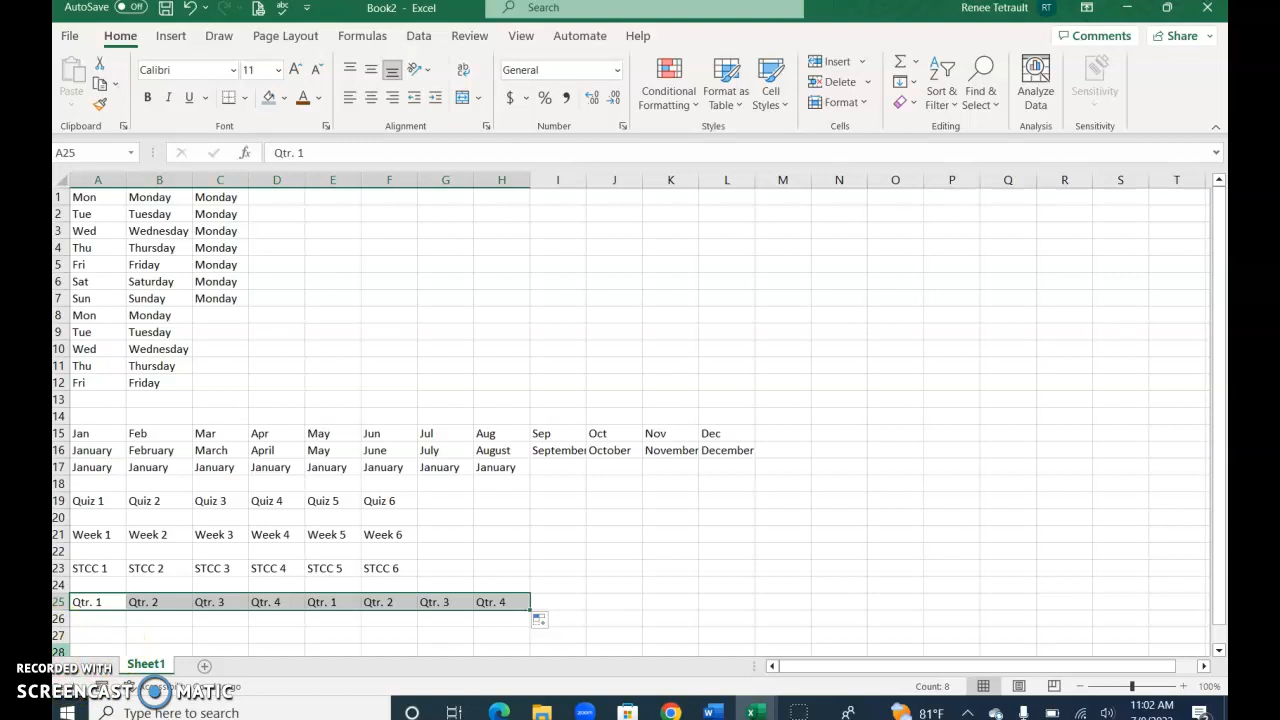 AutoSave Off Book2 - Excel Search Renee Tetrault RT
File Home Insert Draw Page Layout Formulas Data Review View Automate Help Comments Share
Paste Calibri 11 General Conditional Formatting Format as Table Cell Styles Insert Delete Format Sort & Filter Find & Select Analyze Data Sensitivity
Clipboard Font Alignment Number Styles Cells Editing Analysis Sensitivity
A25 fx Qtr. 1
A B C D E F G H I J K L M N O P Q R S T
1 Mon Monday Monday
2 Tue Tuesday Monday
3 Wed Wednesday Monday
4 Thu Thursday Monday
5 Fri Friday Monday
6 Sat Saturday Monday
7 Sun Sunday Monday
8 Mon Monday
9 Tue Tuesday
10 Wed Wednesday
11 Thu Thursday
12 Fri Friday
13
14
15 Jan Feb Mar Apr May Jun Jul Aug Sep Oct Nov Dec
16 January February March April May June July August September October November December
17 January January January January January January January January
18
19 Quiz 1 Quiz 2 Quiz 3 Quiz 4 Quiz 5 Quiz 6
20
21 Week 1 Week 2 Week 3 Week 4 Week 5 Week 6
22
23 STCC 1 STCC 2 STCC 3 STCC 4 STCC 5 STCC 6
24
25 Qtr. 1 Qtr. 2 Qtr. 3 Qtr. 4 Qtr. 1 Qtr. 2 Qtr. 3 Qtr. 4
26
27
28
Sheet1
RECORDED WITH
SCREENCAST MATIC
Count: 8 100%
Type here to search 81°F 11:02 AM